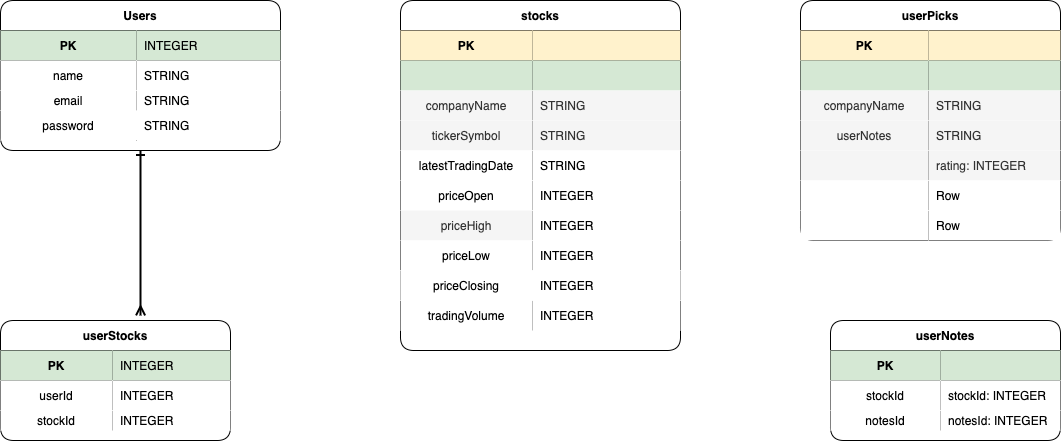 Users
PK INTEGER
name STRING
email STRING
password STRING
stocks
PK
companyName STRING
tickerSymbol STRING
latestTradingDate STRING
priceOpen INTEGER
priceHigh INTEGER
priceLow INTEGER
priceClosing INTEGER
tradingVolume INTEGER
userPicks
PK
companyName STRING
userNotes STRING
rating: INTEGER
Row
Row
userStocks
PK INTEGER
userId INTEGER
stockId INTEGER
userNotes
PK
stockId stockId: INTEGER
notesId notesId: INTEGER